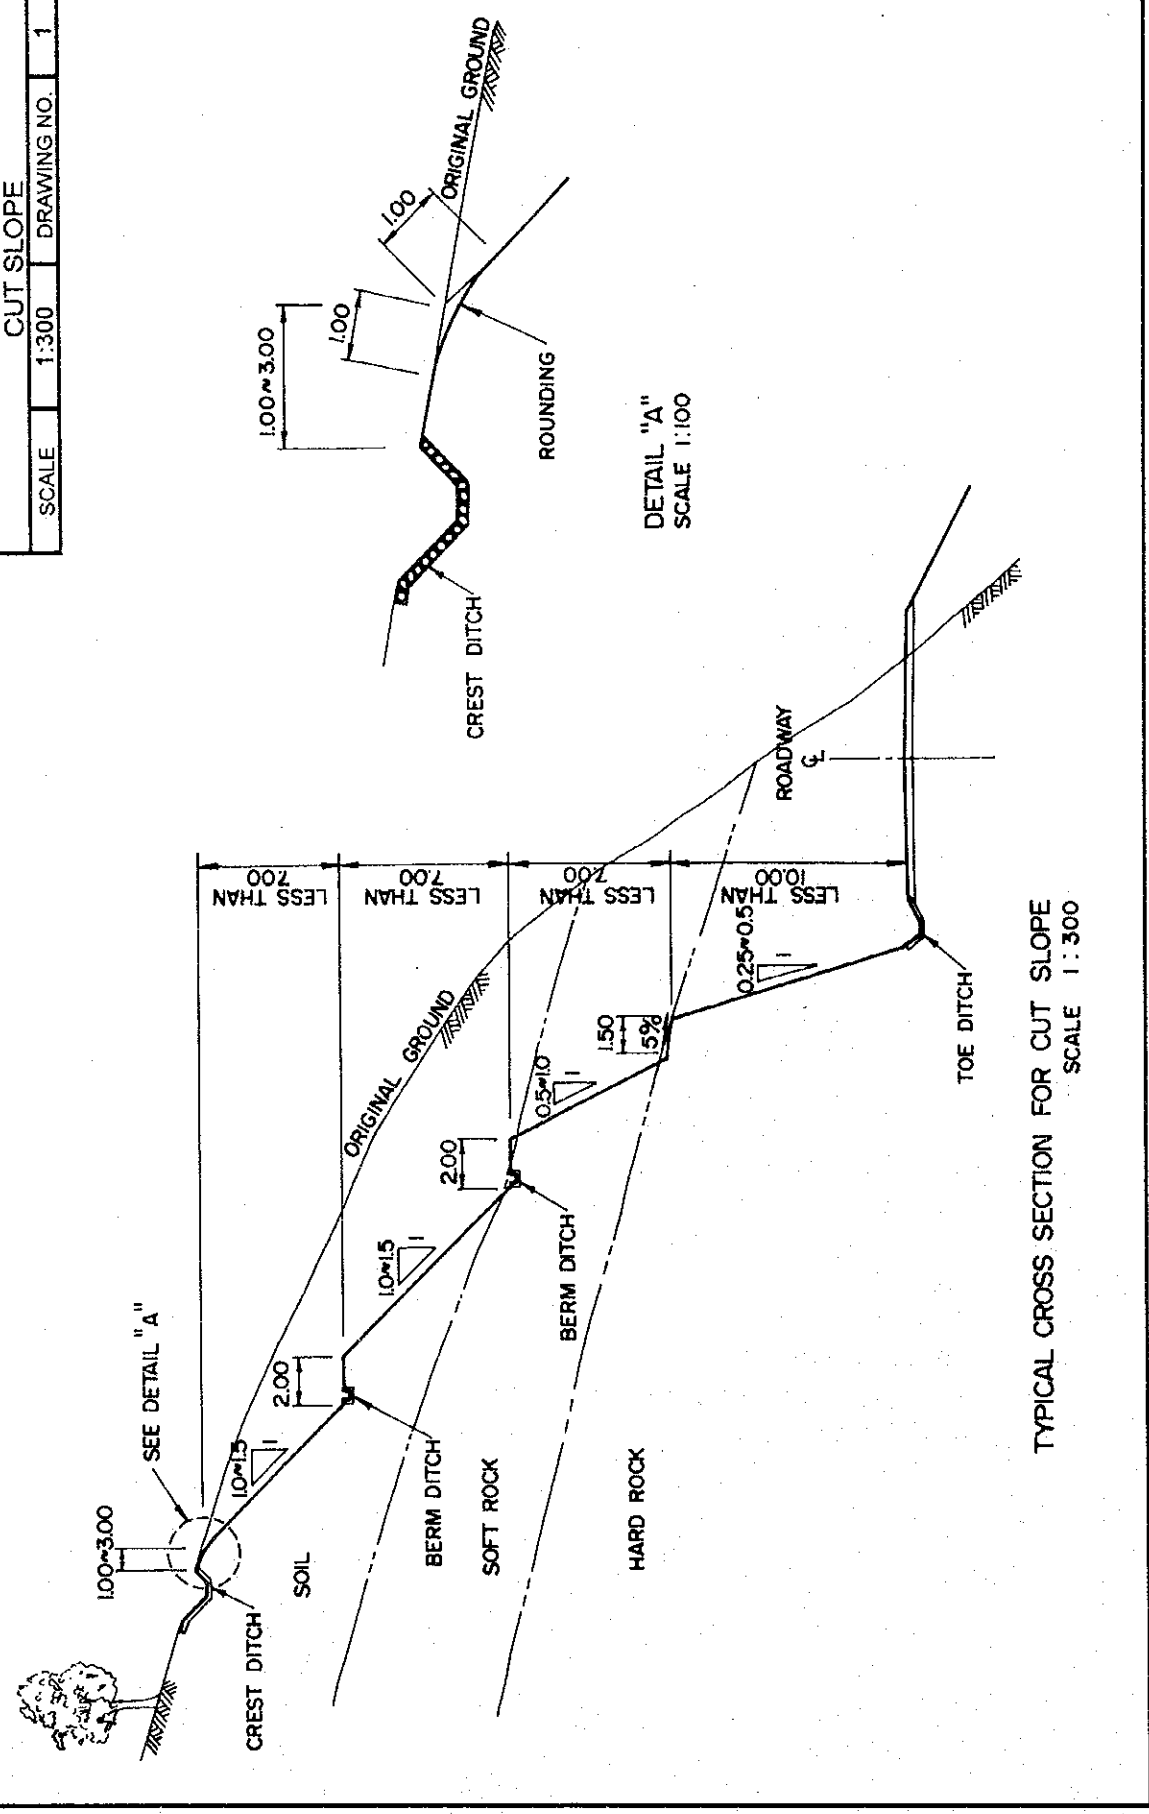 CUT SLOPE
SCALE 1:300 DRAWING NO. 1
1.00~3.00
SEE DETAIL "A"
CREST DITCH
1.0~1.5
1
SOIL
2.00
BERM DITCH
SOFT ROCK
HARD ROCK
ORIGINAL GROUND
1.0~1.5
1
2.00
BERM DITCH
0.5~1.0
1
1.50
5%
0.25~0.5
1
LESS THAN
7.00
LESS THAN
7.00
LESS THAN
7.00
LESS THAN
10.00
TOE DITCH
ROADWAY
℄
TYPICAL CROSS SECTION FOR CUT SLOPE
SCALE 1:300
1.00~3.00
1.00
1.00
ORIGINAL GROUND
ROUNDING
CREST DITCH
DETAIL "A"
SCALE 1:100